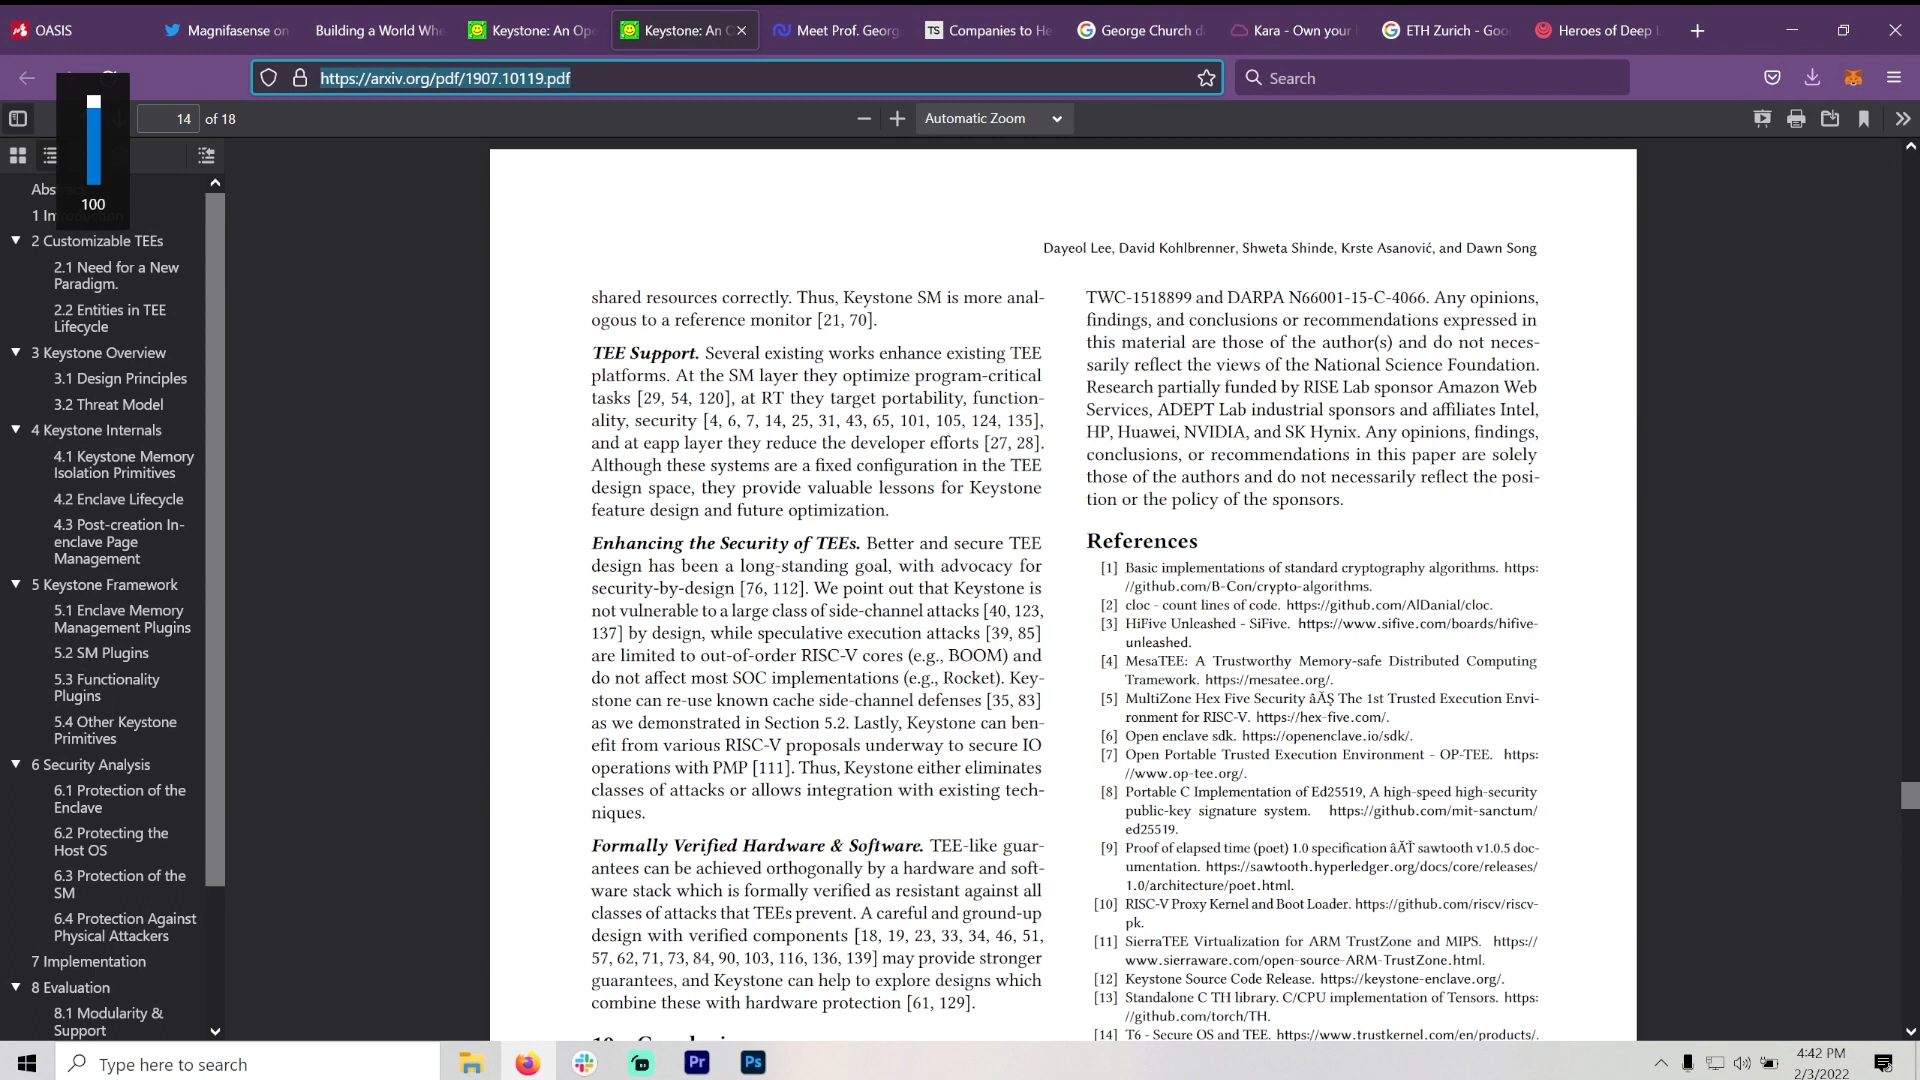 OASIS
Magnifasense on
Building a World Whe
Keystone: An Ope
Keystone: An O
Meet Prof. Georg
Companies to He
George Church d
Kara - Own your
ETH Zurich - Goo
Heroes of Deep L
https://arxiv.org/pdf/1907.10119.pdf
Search
14 of 18
Automatic Zoom
100
1 Introduction
2 Customizable TEEs
2.1 Need for a New
Paradigm.
2.2 Entities in TEE
Lifecycle
3 Keystone Overview
3.1 Design Principles
3.2 Threat Model
4 Keystone Internals
4.1 Keystone Memory
Isolation Primitives
4.2 Enclave Lifecycle
4.3 Post-creation In-
enclave Page
Management
5 Keystone Framework
5.1 Enclave Memory
Management Plugins
5.2 SM Plugins
5.3 Functionality
Plugins
5.4 Other Keystone
Primitives
6 Security Analysis
6.1 Protection of the
Enclave
6.2 Protecting the
Host OS
6.3 Protection of the
SM
6.4 Protection Against
Physical Attackers
7 Implementation
8 Evaluation
8.1 Modularity &
Support
Dayeol Lee, David Kohlbrenner, Shweta Shinde, Krste Asanović, and Dawn Song
shared resources correctly. Thus, Keystone SM is more anal-
ogous to a reference monitor [21, 70].
TEE Support. Several existing works enhance existing TEE
platforms. At the SM layer they optimize program-critical
tasks [29, 54, 120], at RT they target portability, function-
ality, security [4, 6, 7, 14, 25, 31, 43, 65, 101, 105, 124, 135],
and at eapp layer they reduce the developer efforts [27, 28].
Although these systems are a fixed configuration in the TEE
design space, they provide valuable lessons for Keystone
feature design and future optimization.
Enhancing the Security of TEEs. Better and secure TEE
design has been a long-standing goal, with advocacy for
security-by-design [76, 112]. We point out that Keystone is
not vulnerable to a large class of side-channel attacks [40, 123,
137] by design, while speculative execution attacks [39, 85]
are limited to out-of-order RISC-V cores (e.g., BOOM) and
do not affect most SOC implementations (e.g., Rocket). Key-
stone can re-use known cache side-channel defenses [35, 83]
as we demonstrated in Section 5.2. Lastly, Keystone can ben-
efit from various RISC-V proposals underway to secure IO
operations with PMP [111]. Thus, Keystone either eliminates
classes of attacks or allows integration with existing tech-
niques.
Formally Verified Hardware & Software. TEE-like guar-
antees can be achieved orthogonally by a hardware and soft-
ware stack which is formally verified as resistant against all
classes of attacks that TEEs prevent. A careful and ground-up
design with verified components [18, 19, 23, 33, 34, 46, 51,
57, 62, 71, 73, 84, 90, 103, 116, 136, 139] may provide stronger
guarantees, and Keystone can help to explore designs which
combine these with hardware protection [61, 129].
TWC-1518899 and DARPA N66001-15-C-4066. Any opinions,
findings, and conclusions or recommendations expressed in
this material are those of the author(s) and do not neces-
sarily reflect the views of the National Science Foundation.
Research partially funded by RISE Lab sponsor Amazon Web
Services, ADEPT Lab industrial sponsors and affiliates Intel,
HP, Huawei, NVIDIA, and SK Hynix. Any opinions, findings,
conclusions, or recommendations in this paper are solely
those of the authors and do not necessarily reflect the posi-
tion or the policy of the sponsors.
References
[1] Basic implementations of standard cryptography algorithms. https:
//github.com/B-Con/crypto-algorithms.
[2] cloc - count lines of code. https://github.com/AlDanial/cloc.
[3] HiFive Unleashed - SiFive. https://www.sifive.com/boards/hifive-
unleashed.
[4] MesaTEE: A Trustworthy Memory-safe Distributed Computing
Tramework. https://mesatee.org/.
[5] MultiZone Hex Five Security âĂŞ The 1st Trusted Execution Envi-
ronment for RISC-V. https://hex-five.com/.
[6] Open enclave sdk. https://openenclave.io/sdk/.
[7] Open Portable Trusted Execution Environment - OP-TEE. https:
//www.op-tee.org/.
[8] Portable C Implementation of Ed25519, A high-speed high-security
public-key signature system. https://github.com/mit-sanctum/
ed25519.
[9] Proof of elapsed time (poet) 1.0 specification âĂŤ sawtooth v1.0.5 doc-
umentation. https://sawtooth.hyperledger.org/docs/core/releases/
1.0/architecture/poet.html.
[10] RISC-V Proxy Kernel and Boot Loader. https://github.com/riscv/riscv-
pk.
[11] SierraTEE Virtualization for ARM TrustZone and MIPS. https://
www.sierraware.com/open-source-ARM-TrustZone.html.
[12] Keystone Source Code Release. https://keystone-enclave.org/.
[13] Standalone C TH library. C/CPU implementation of Tensors. https:
//github.com/torch/TH.
[14] T6 - Secure OS and TEE. https://www.trustkernel.com/en/products/.
Type here to search
4:42 PM
2/3/2022